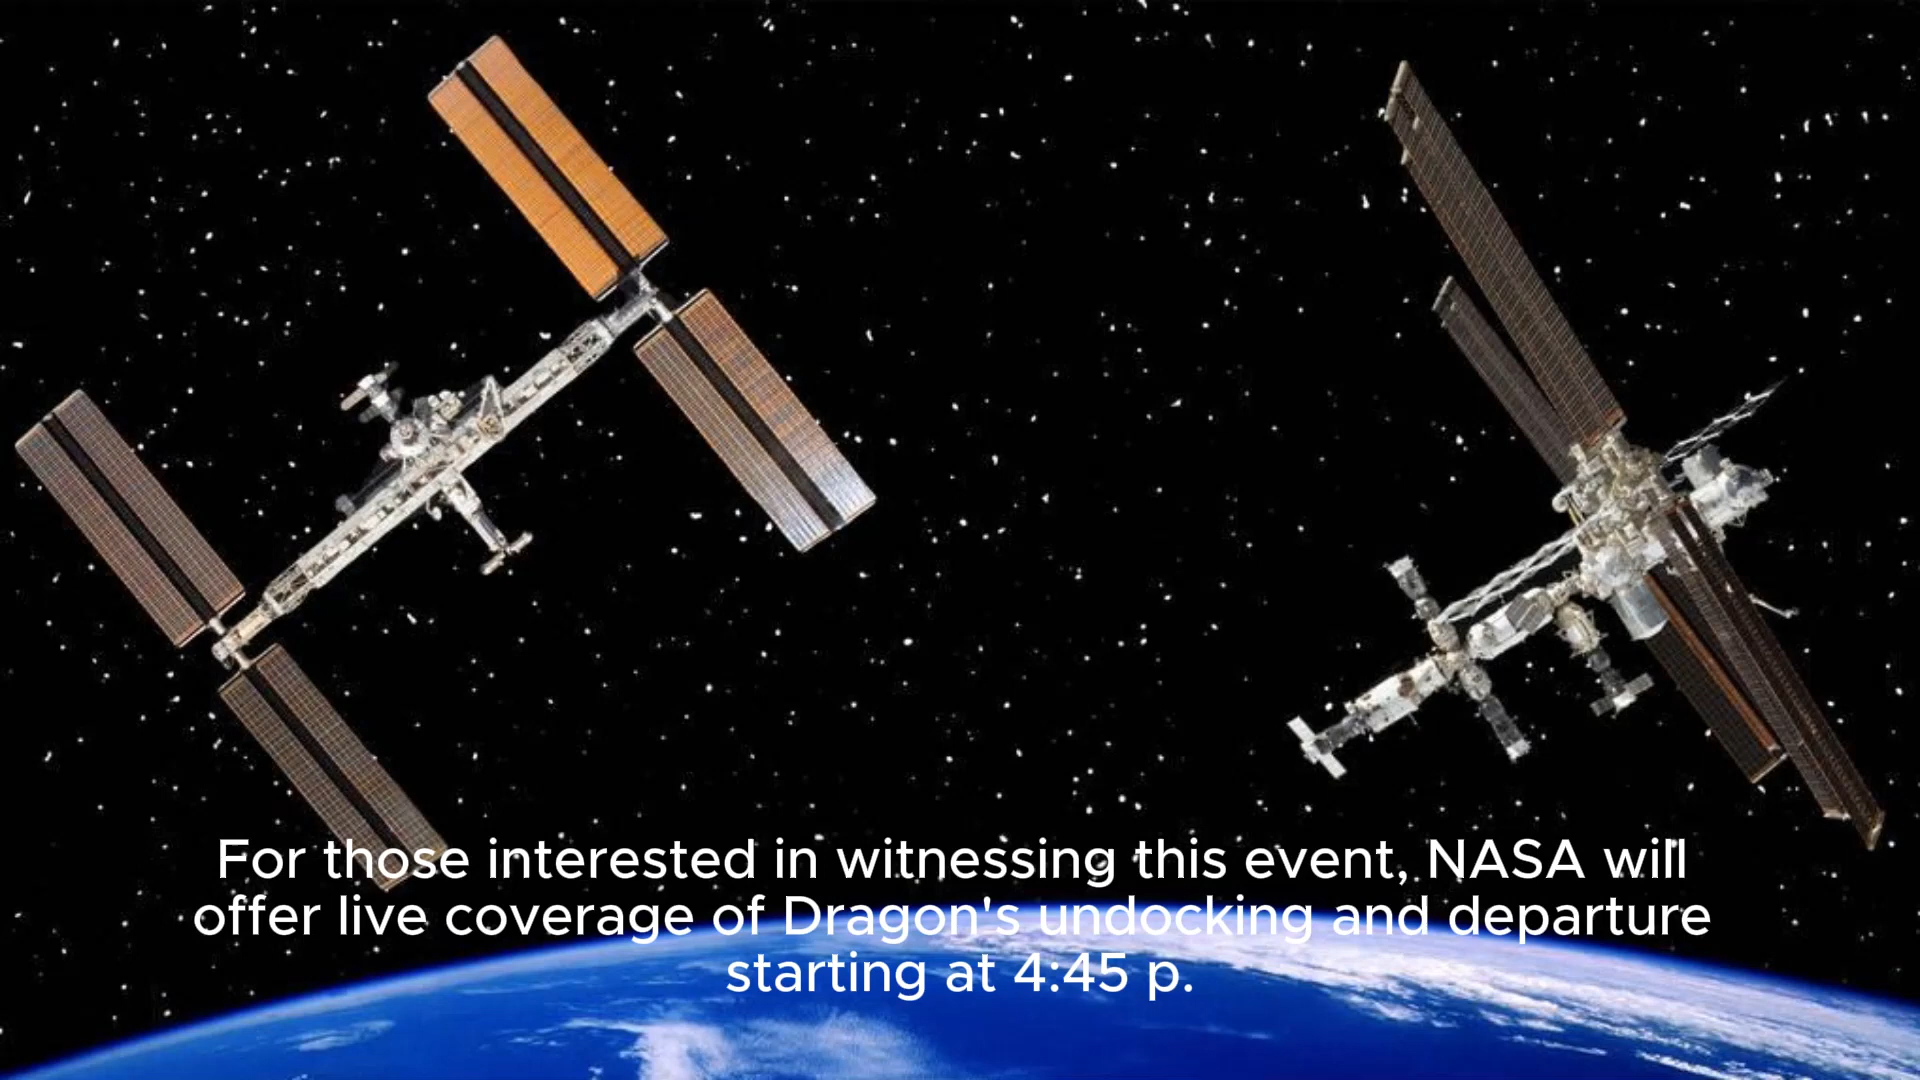 For those interested in witnessing this event, NASA will
offer live coverage of Dragon's undocking and departure
starting at 4:45 p.